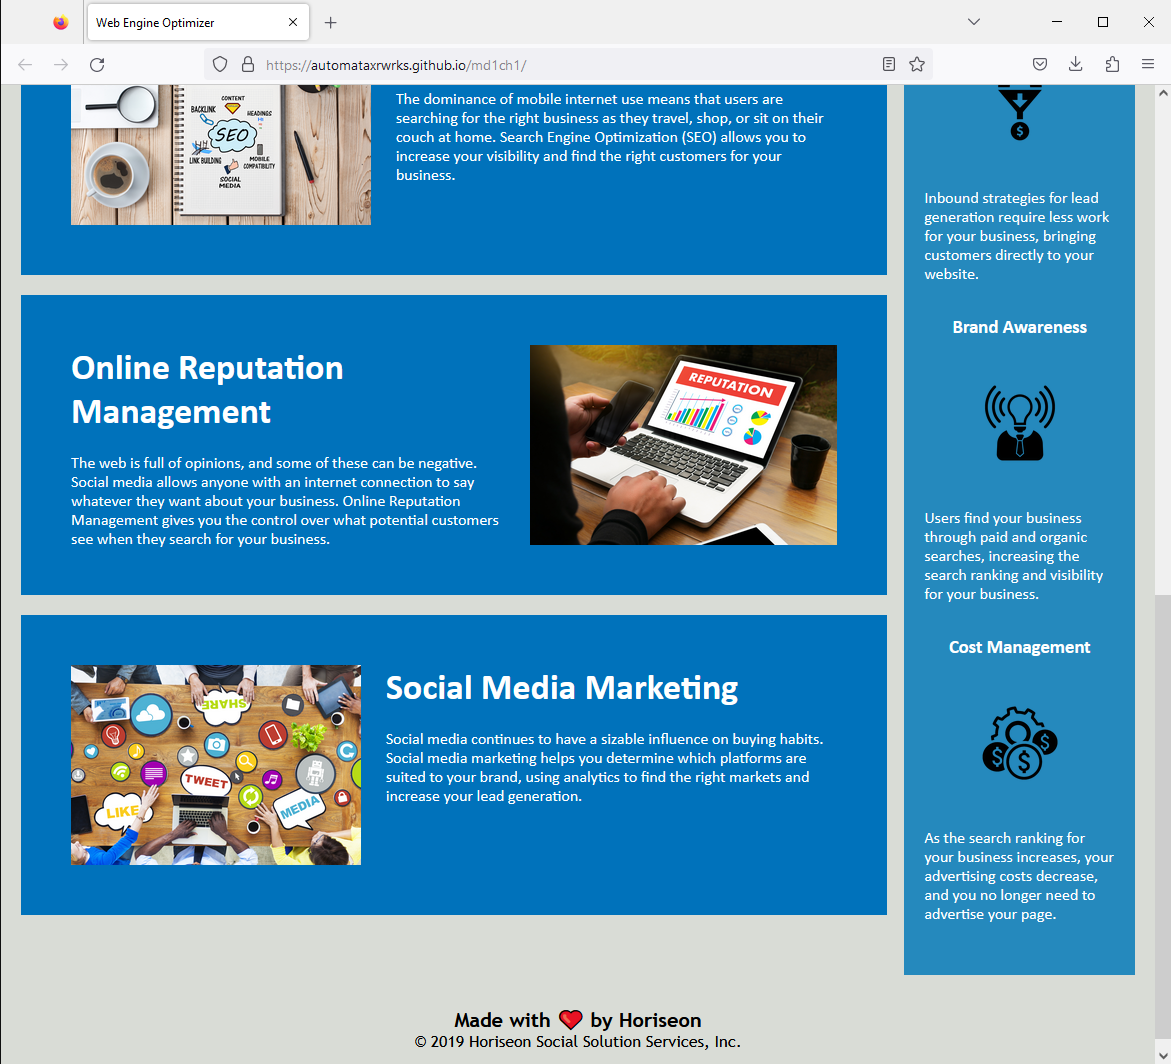 Web Engine Optimizer
https://automataxrwrks.github.io/md1ch1/
CONTENT
BACKLINK
HEADINGS
SEO
LINK BUILDING
MOBILE
COMPATIBILITY
SOCIAL
MEDIA
The dominance of mobile internet use means that users are
searching for the right business as they travel, shop, or sit on their
couch at home. Search Engine Optimization (SEO) allows you to
increase your visibility and find the right customers for your
business.
$
Inbound strategies for lead
generation require less work
for your business, bringing
customers directly to your
website.
Online Reputation
Management
The web is full of opinions, and some of these can be negative.
Social media allows anyone with an internet connection to say
whatever they want about your business. Online Reputation
Management gives you the control over what potential customers
see when they search for your business.
REPUTATION
Brand Awareness
Users find your business
through paid and organic
searches, increasing the
search ranking and visibility
for your business.
SHARE
TWEET
LIKE
MEDIA
Social Media Marketing
Social media continues to have a sizable influence on buying habits.
Social media marketing helps you determine which platforms are
suited to your brand, using analytics to find the right markets and
increase your lead generation.
Cost Management
$ $ $
As the search ranking for
your business increases, your
advertising costs decrease,
and you no longer need to
advertise your page.
Made with ❤️ by Horiseon
© 2019 Horiseon Social Solution Services, Inc.